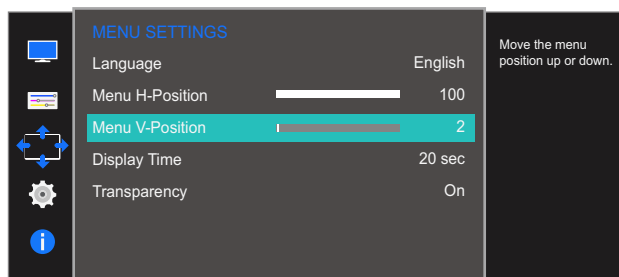 MENU SETTINGS
Language English
Menu H-Position 100
Menu V-Position 2
Display Time 20 sec
Transparency On
Move the menu
position up or down.